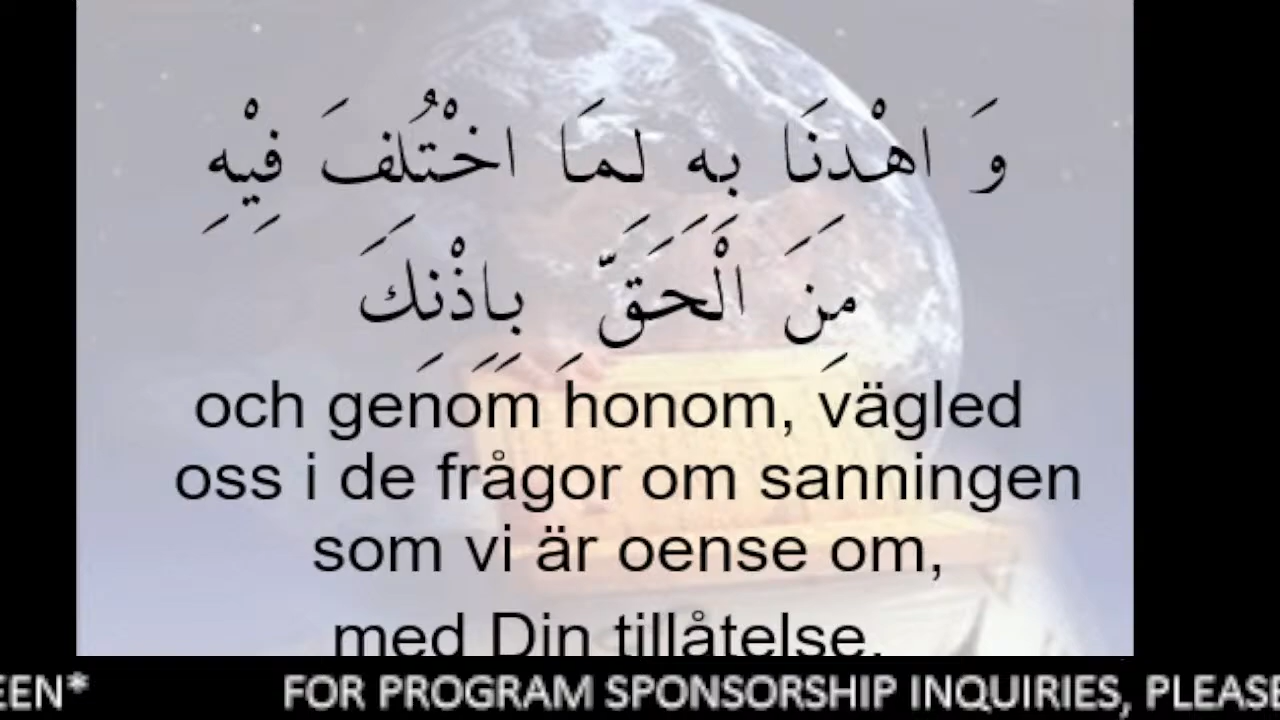 وَ اهْدِنَا بِهِ لِمَا اخْتُلِفَ فِيْهِ
مِنَ الْحَقِّ بِاِذْنِكَ
och genom honom, vägled
oss i de frågor om sanningen
som vi är oense om,
med Din tillåtelse.
EEN* FOR PROGRAM SPONSORSHIP INQUIRIES, PLEASE